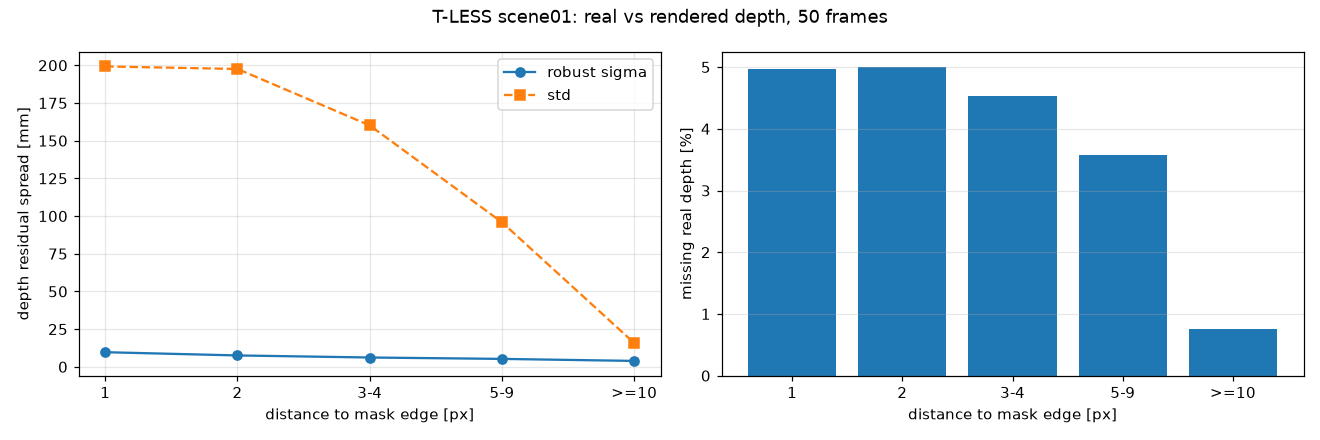 T-LESS scene01: real vs rendered depth, 50 frames
depth residual spread [mm]
200
175
150
125
100
75
50
25
0
robust sigma
std
1 2 3-4 5-9 >=10
distance to mask edge [px]
missing real depth [%]
5
4
3
2
1
0
1 2 3-4 5-9 >=10
distance to mask edge [px]